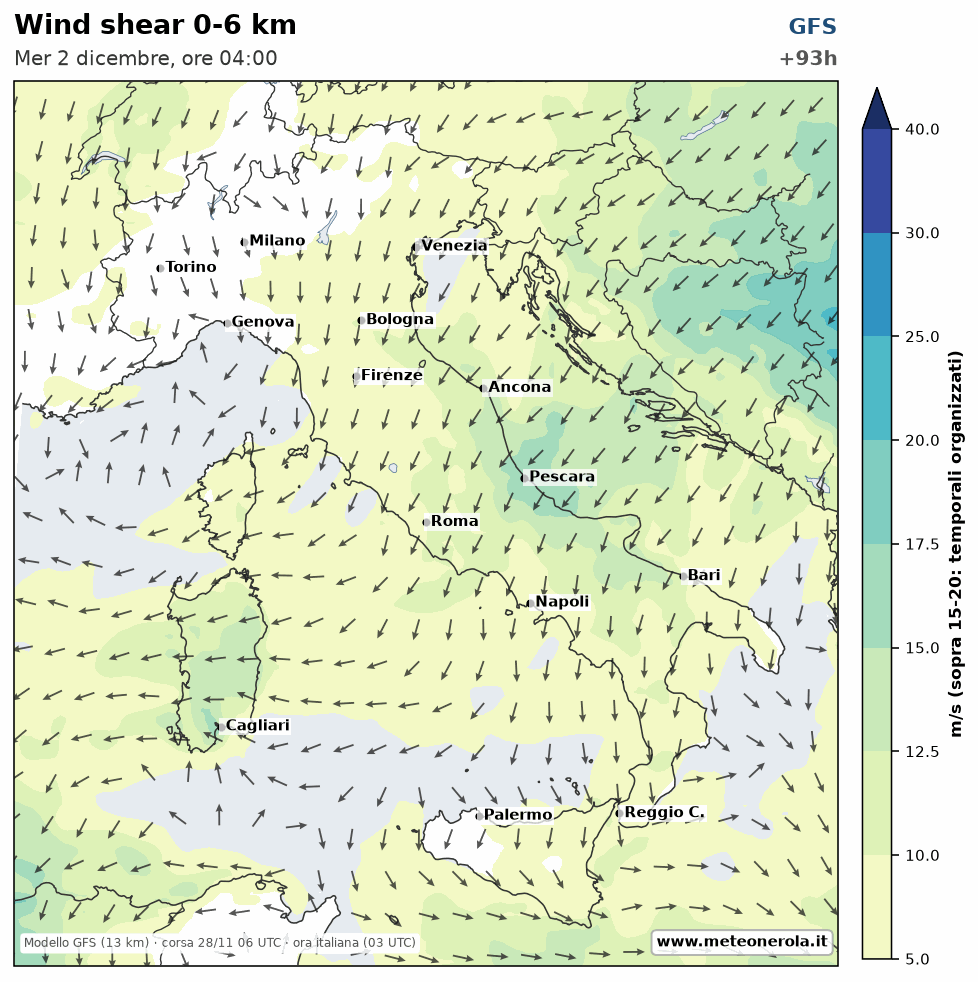 Wind shear 0-6 km
GFS
Mer 2 dicembre, ore 04:00
+93h
40.0
30.0
25.0
20.0
17.5
15.0
12.5
10.0
5.0
m/s (sopra 15-20: temporali organizzati)
Milano
Venezia
Torino
Genova
Bologna
Firenze
Ancona
Pescara
Roma
Bari
Napoli
Cagliari
Palermo
Reggio C.
Modello GFS (13 km) · corsa 28/11 06 UTC · ora italiana (03 UTC)
www.meteonerola.it